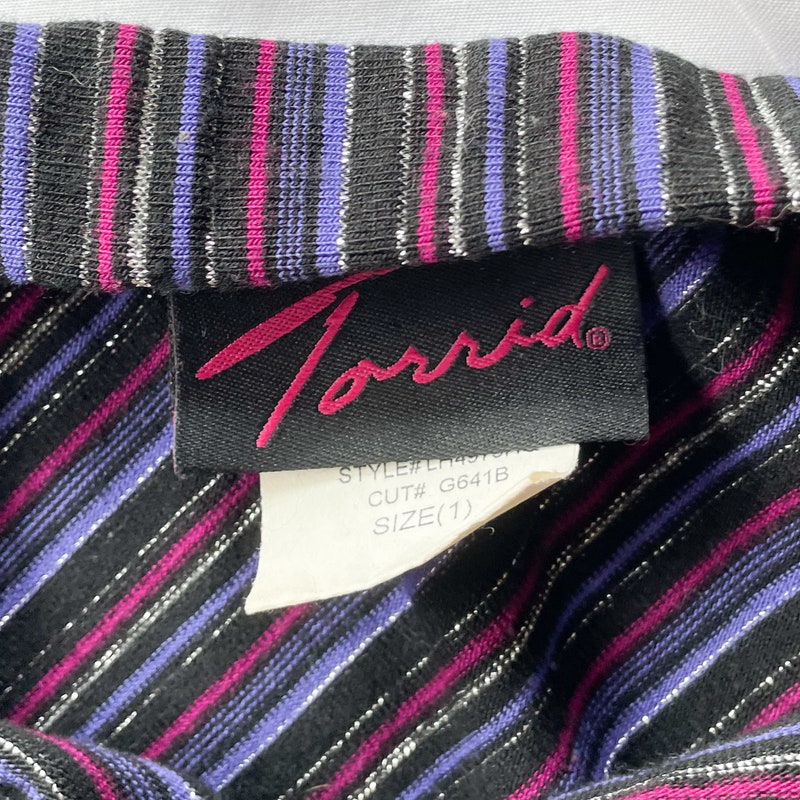 Torrid®
STYLE#
CUT# G641B
SIZE(1)